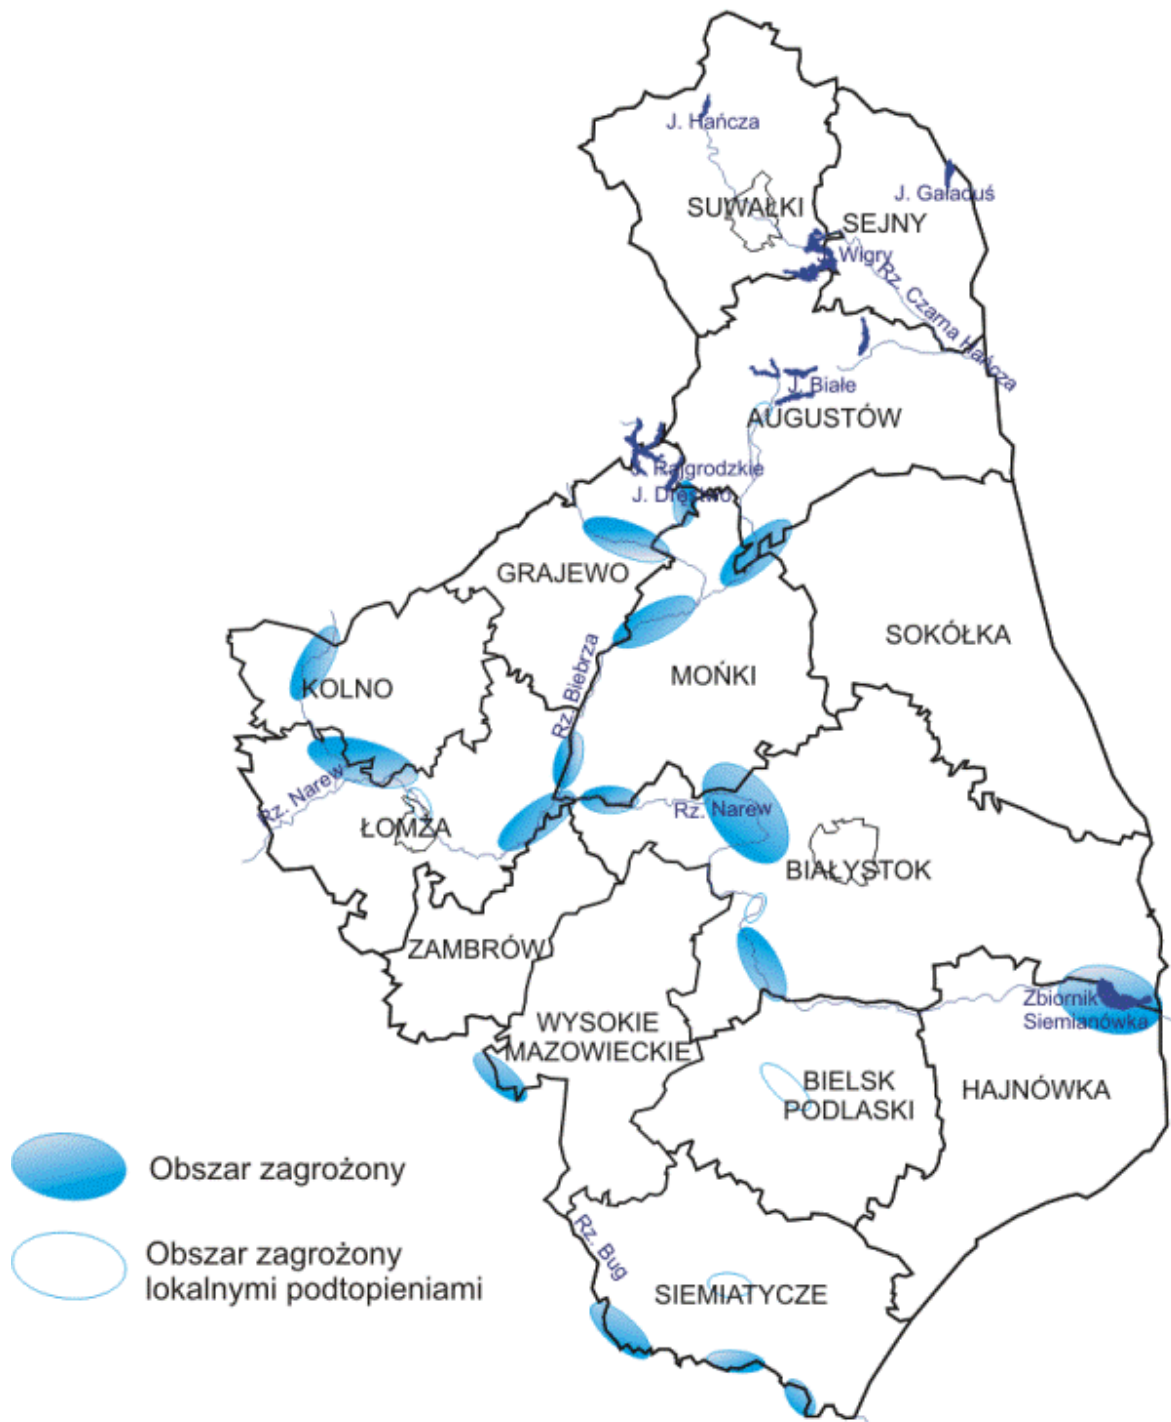 J. Hańcza
SUWAŁKI
J. Gaładuś
SEJNY
J. Wigry
Rz. Czarna Hańcza
J. Białe
AUGUSTÓW
J. Rajgrodzkie
J. Dręstwo
GRAJEWO
SOKÓŁKA
KOLNO
Rz. Biebrza
MOŃKI
Rz. Narew
ŁOMŻA
Rz. Narew
BIAŁYSTOK
ZAMBRÓW
WYSOKIE
MAZOWIECKIE
Zbiornik
Siemianówka
BIELSK
PODLASKI
HAJNÓWKA
Obszar zagrożony
Obszar zagrożony
lokalnymi podtopieniami
Rz. Bug
SIEMIATYCZE